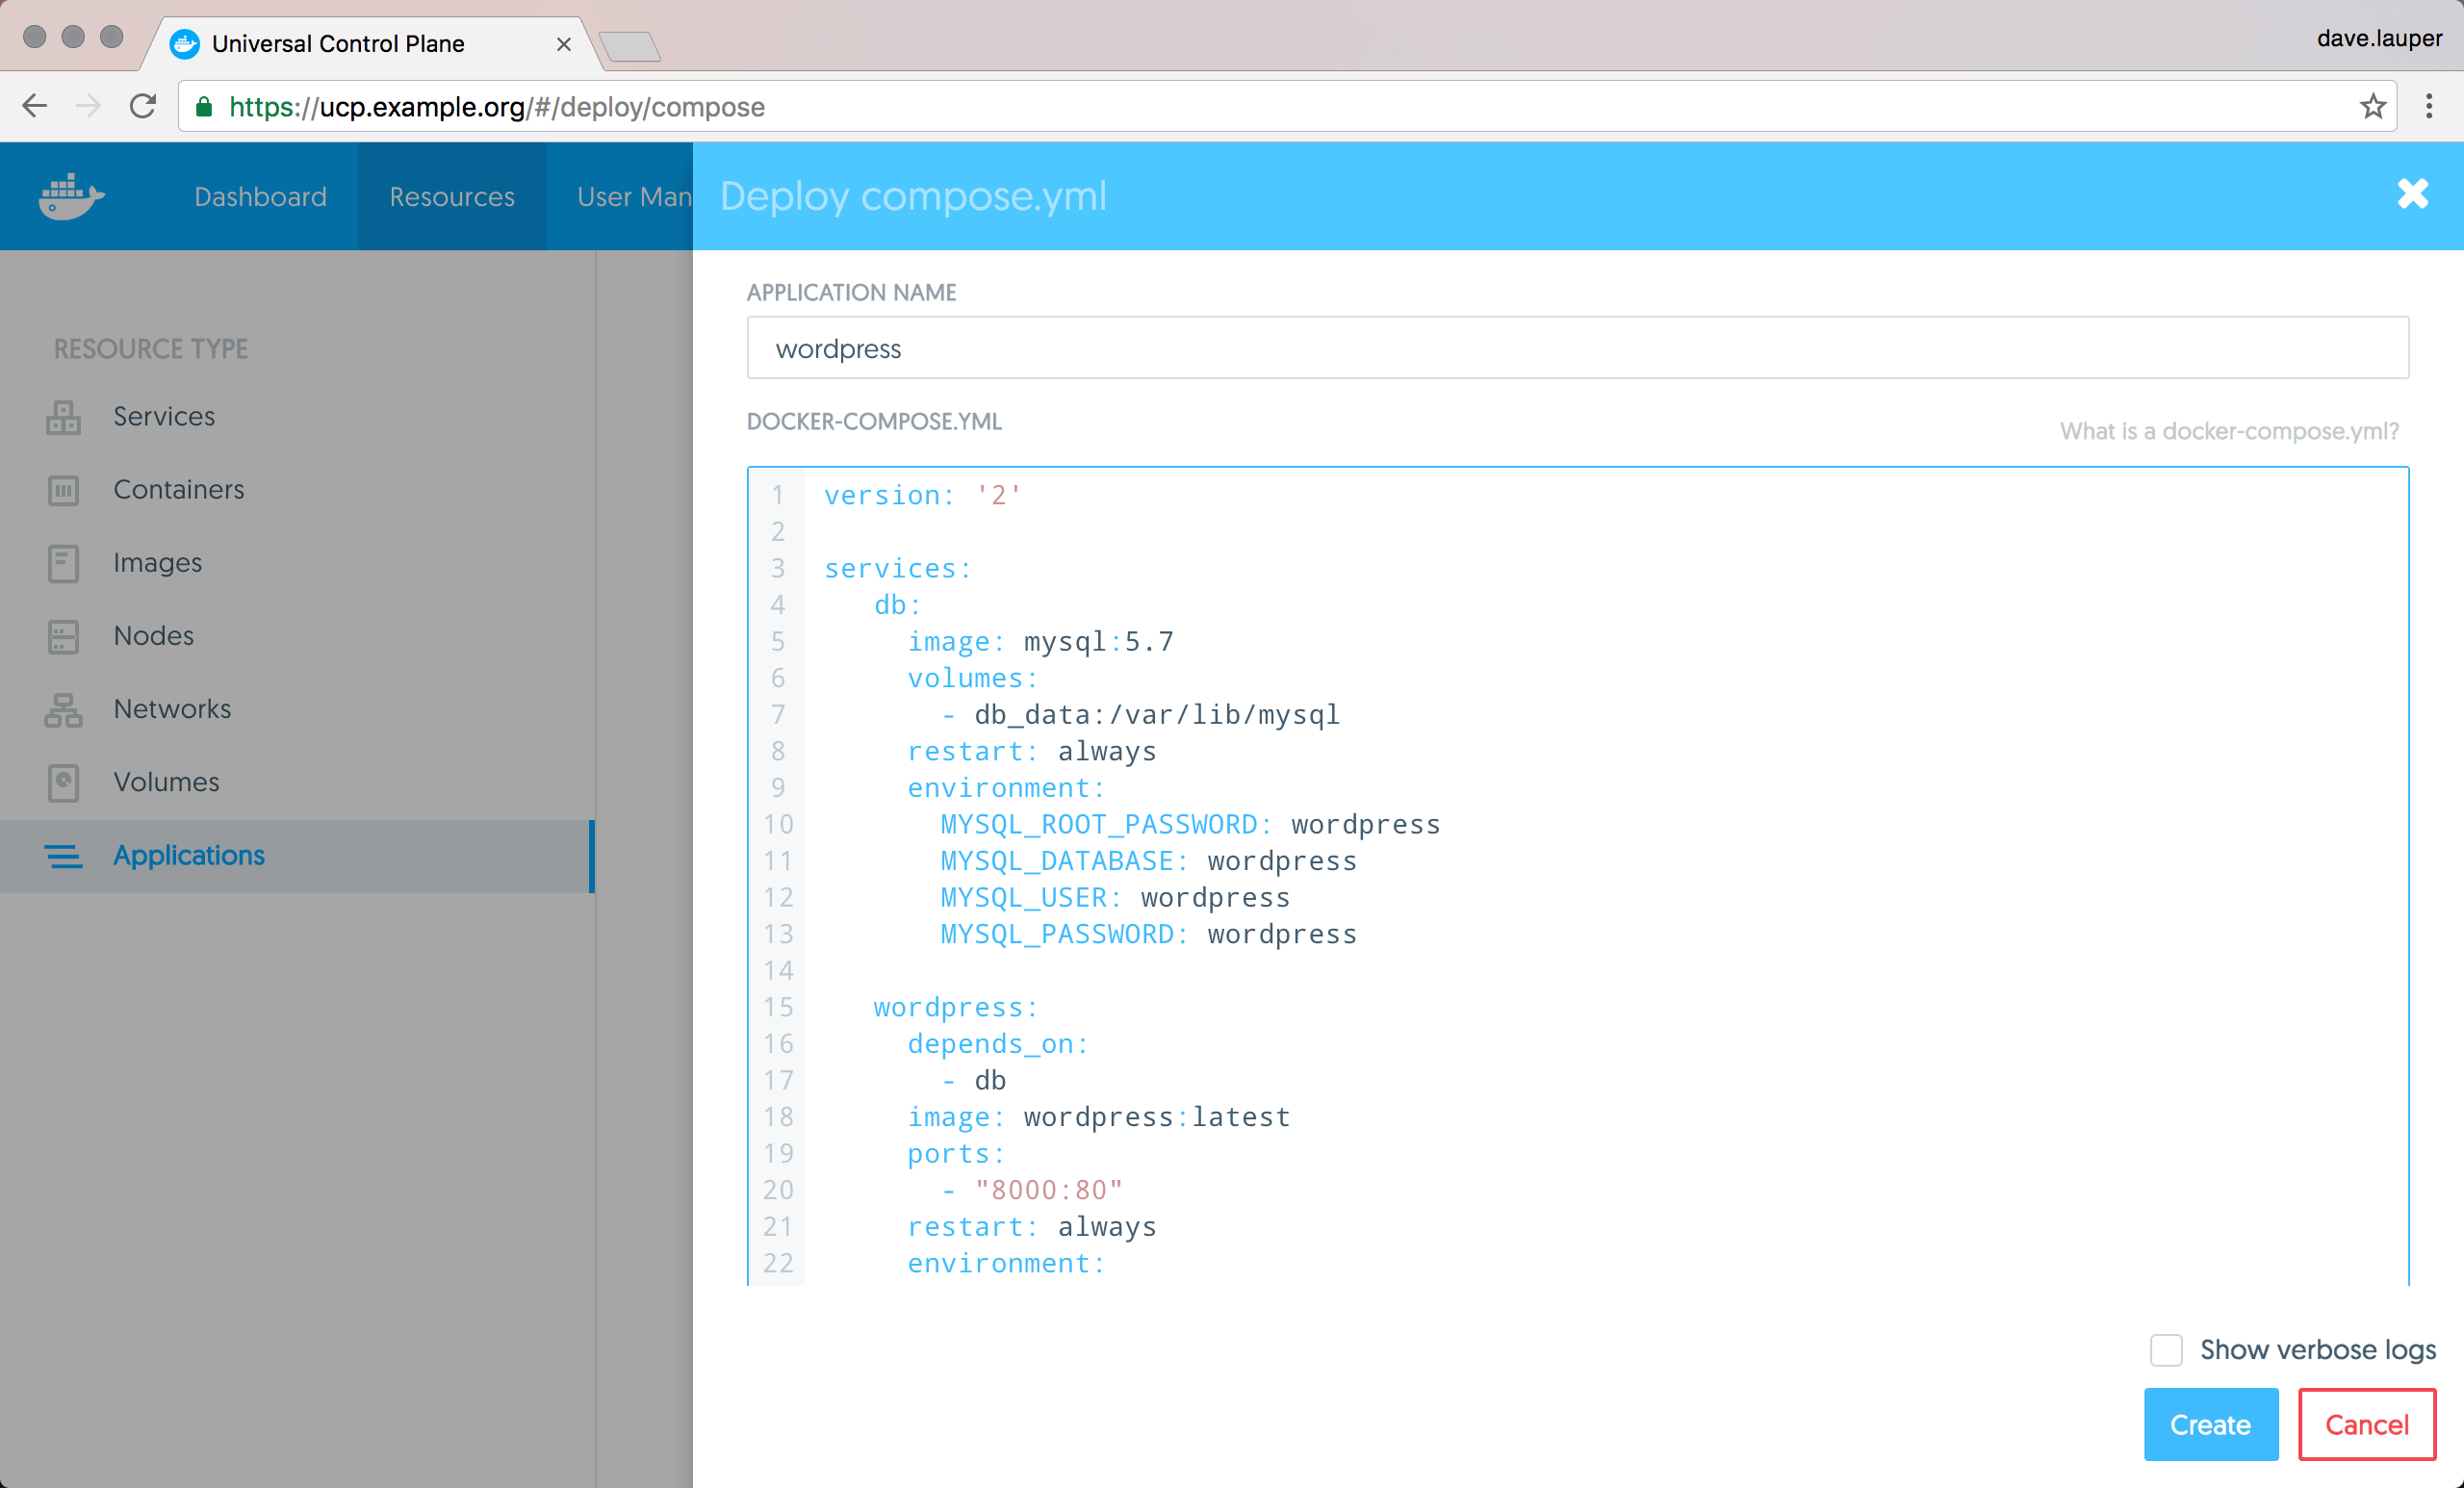 Universal Control Plane
dave.lauper
https://ucp.example.org/#/deploy/compose
Dashboard
Resources
User Man
Deploy compose.yml
RESOURCE TYPE
Services
Containers
Images
Nodes
Networks
Volumes
Applications
APPLICATION NAME
wordpress
DOCKER-COMPOSE.YML
What is a docker-compose.yml?
1 version: '2'
2
3 services:
4 db:
5 image: mysql:5.7
6 volumes:
7 - db_data:/var/lib/mysql
8 restart: always
9 environment:
10 MYSQL_ROOT_PASSWORD: wordpress
11 MYSQL_DATABASE: wordpress
12 MYSQL_USER: wordpress
13 MYSQL_PASSWORD: wordpress
14
15 wordpress:
16 depends_on:
17 - db
18 image: wordpress:latest
19 ports:
20 - "8000:80"
21 restart: always
22 environment:
Show verbose logs
Create
Cancel